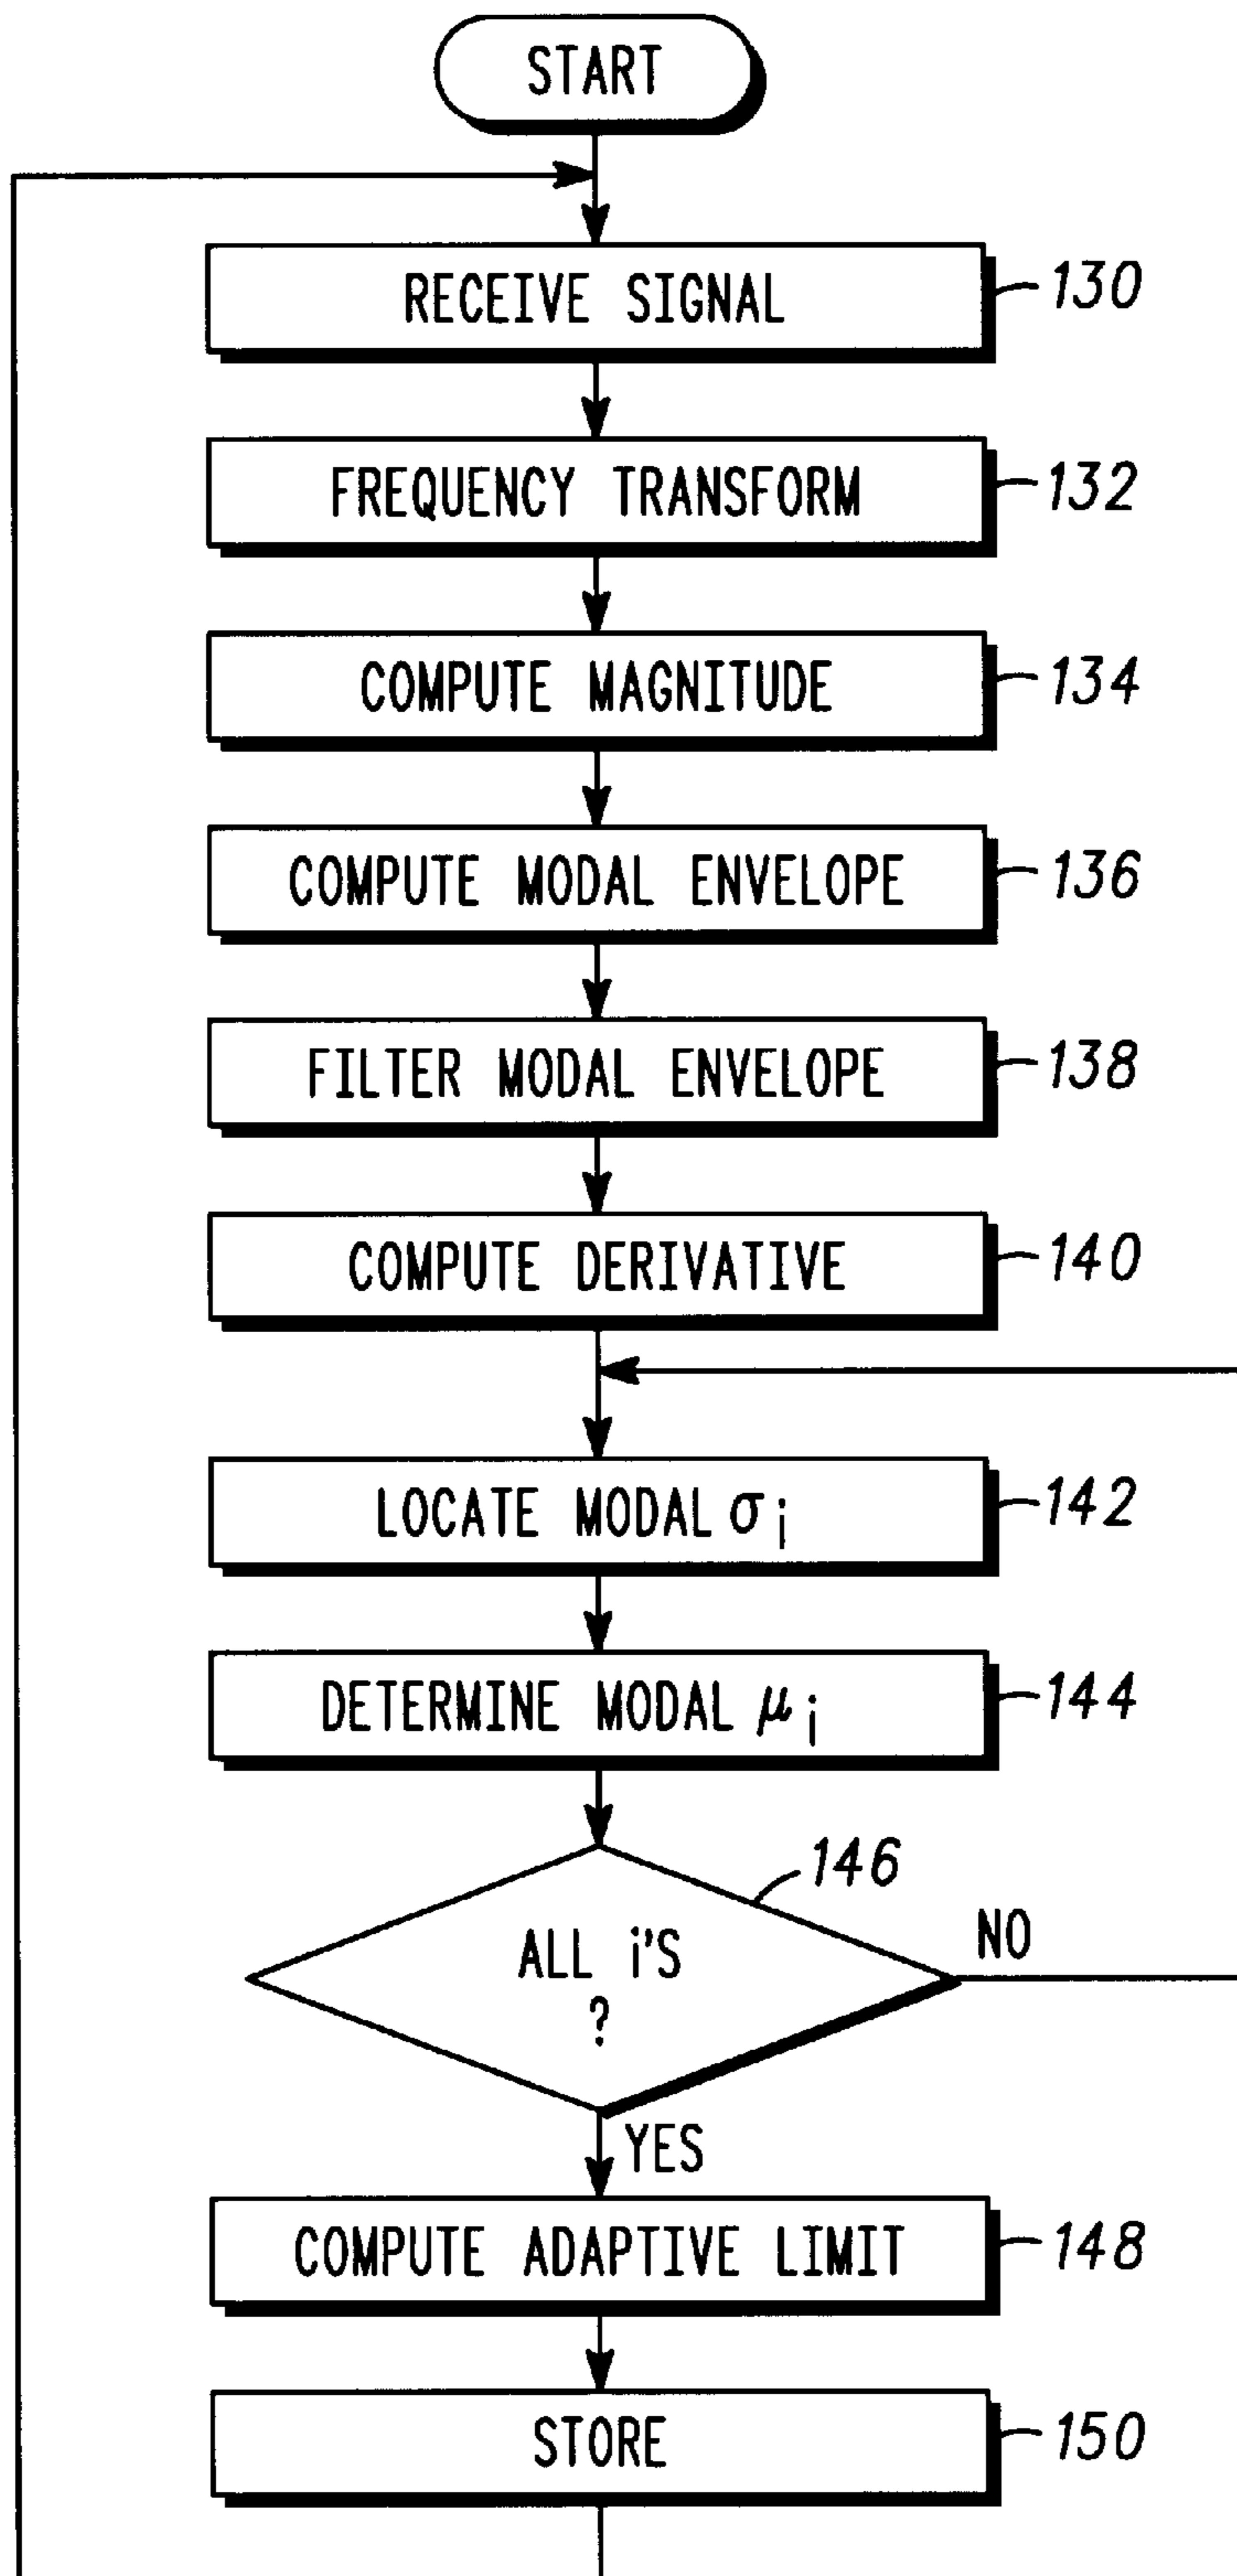 START
RECEIVE SIGNAL
130
FREQUENCY TRANSFORM
132
COMPUTE MAGNITUDE
134
COMPUTE MODAL ENVELOPE
136
FILTER MODAL ENVELOPE
138
COMPUTE DERIVATIVE
140
LOCATE MODAL σi
142
DETERMINE MODAL μi
144
146
ALL i'S
?
NO
YES
COMPUTE ADAPTIVE LIMIT
148
STORE
150